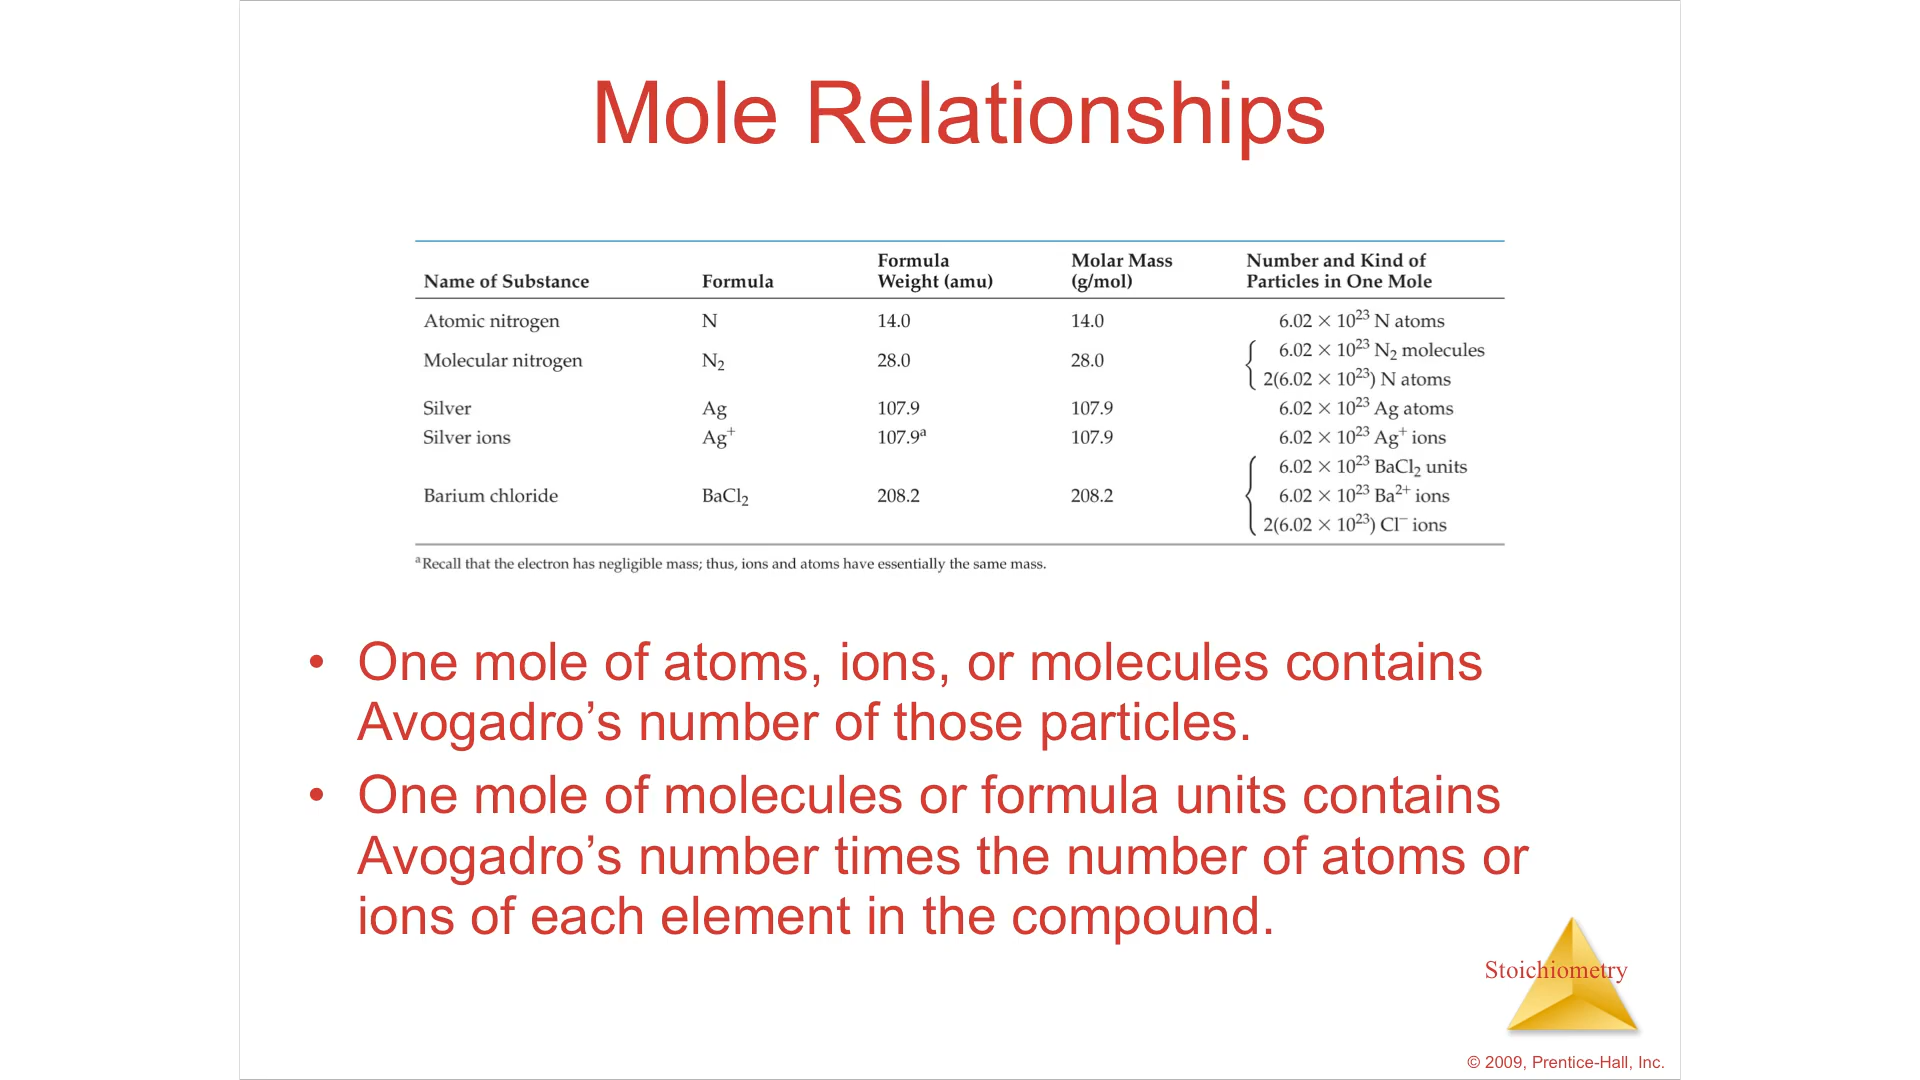 Mole Relationships
Name of Substance Formula Formula Weight (amu) Molar Mass (g/mol) Number and Kind of Particles in One Mole
Atomic nitrogen N 14.0 14.0 6.02 × 10²³ N atoms
Molecular nitrogen N₂ 28.0 28.0 6.02 × 10²³ N₂ molecules
2(6.02 × 10²³) N atoms
Silver Ag 107.9 107.9 6.02 × 10²³ Ag atoms
Silver ions Ag⁺ 107.9ᵃ 107.9 6.02 × 10²³ Ag⁺ ions
6.02 × 10²³ BaCl₂ units
Barium chloride BaCl₂ 208.2 208.2 6.02 × 10²³ Ba²⁺ ions
2(6.02 × 10²³) Cl⁻ ions
ᵃRecall that the electron has negligible mass; thus, ions and atoms have essentially the same mass.
• One mole of atoms, ions, or molecules contains
Avogadro’s number of those particles.
• One mole of molecules or formula units contains
Avogadro’s number times the number of atoms or
ions of each element in the compound.
Stoichiometry
© 2009, Prentice-Hall, Inc.